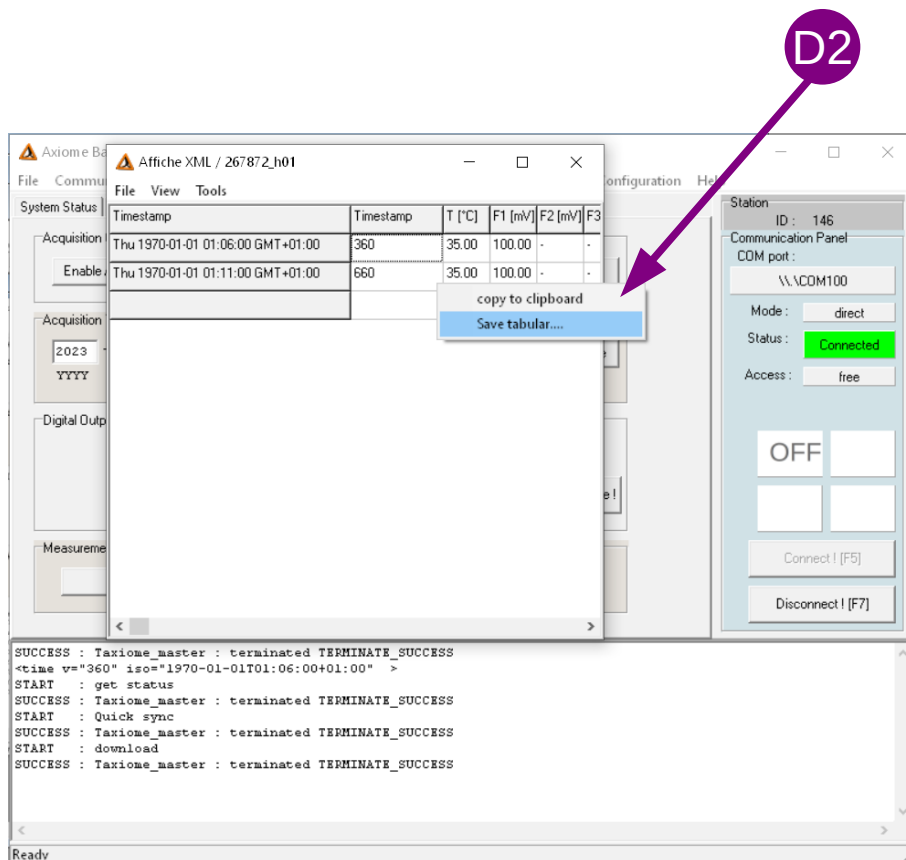 D2
Axiome Ba
File Commu onfiguration Hel
Affiche XML / 267872_h01
File View Tools
Timestamp Timestamp T [°C] F1 [mV] F2 [mV] F3
Thu 1970-01-01 01:06:00 GMT+01:00 360 35.00 100.00 - -
Thu 1970-01-01 01:11:00 GMT+01:00 660 35.00 100.00 - -
copy to clipboard
Save tabular....
System Status
Acquisition
Enable
Acquisition
2023 -
YYYY
Digital Outp
e !
Measureme
Station
ID : 146
Communication Panel
COM port :
\\.\COM100
Mode : direct
Status : Connected
Access : free
OFF
Connect ! [F5]
Disconnect ! [F7]
SUCCESS : Taxiome_master : terminated TERMINATE_SUCCESS
<time v="360" iso="1970-01-01T01:06:00+01:00" >
START : get status
SUCCESS : Taxiome_master : terminated TERMINATE_SUCCESS
START : Quick sync
SUCCESS : Taxiome_master : terminated TERMINATE_SUCCESS
START : download
SUCCESS : Taxiome_master : terminated TERMINATE_SUCCESS
Ready